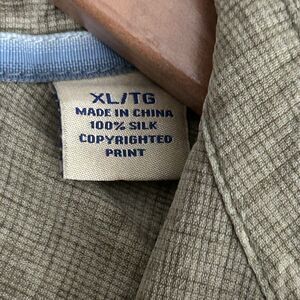 XL/TG
MADE IN CHINA
100% SILK
COPYRIGHTED
PRINT